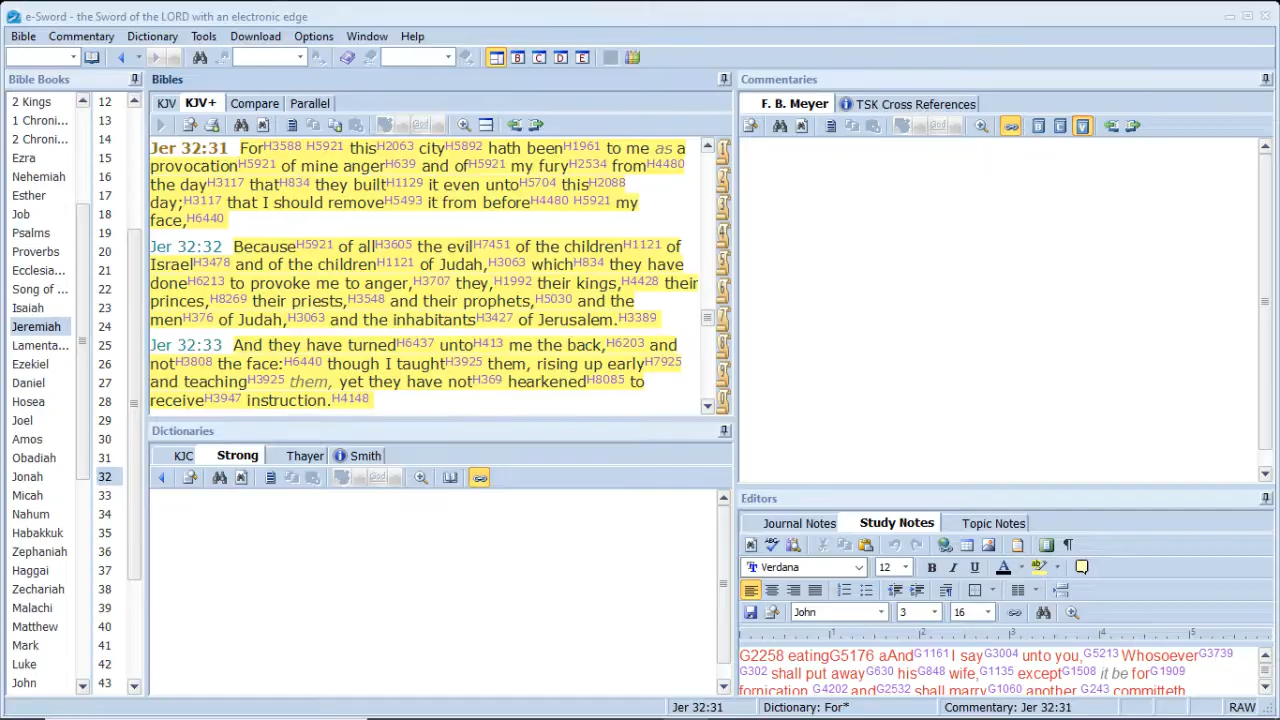 e-Sword - the Sword of the LORD with an electronic edge
Bible Commentary Dictionary Tools Download Options Window Help
B C D E
Bible Books
2 Kings 12
1 Chroni... 13
2 Chroni... 14
Ezra 15
Nehemiah 16
Esther 17
Job 18
Psalms 19
Proverbs 20
Ecclesia... 21
Song of ... 22
Isaiah 23
Jeremiah 24
Lamenta... 25
Ezekiel 26
Daniel 27
Hosea 28
Joel 29
Amos 30
Obadiah 31
Jonah 32
Micah 33
Nahum 34
Habakkuk 35
Zephaniah 36
Haggai 37
Zechariah 38
Malachi 39
Matthew 40
Mark 41
Luke 42
John 43
Bibles
KJV KJV+ Compare Parallel
Jer 32:31 ForH3588 H5921 thisH2063 cityH5892 hath beenH1961 to me as a
provocationH5921 of mine angerH639 and ofH5921 my furyH2534 fromH4480
the dayH3117 thatH834 they builtH1129 it even untoH5704 thisH2088
day;H3117 that I should removeH5493 it from beforeH4480 H5921 my
face,H6440
Jer 32:32 BecauseH5921 of allH3605 the evilH7451 of the childrenH1121 of
IsraelH3478 and of the childrenH1121 of Judah,H3063 whichH834 they have
doneH6213 to provoke me to anger,H3707 they,H1992 their kings,H4428 their
princes,H8269 their priests,H3548 and their prophets,H5030 and the
menH376 of Judah,H3063 and the inhabitantsH3427 of Jerusalem.H3389
Jer 32:33 And they have turnedH6437 untoH413 me the back,H6203 and
notH3808 the face:H6440 though I taughtH3925 them, rising up earlyH7925
and teachingH3925 them, yet they have notH369 hearkenedH8085 to
receiveH3947 instruction.H4148
Dictionaries
KJC Strong Thayer Smith
Commentaries
F. B. Meyer TSK Cross References
Editors
Journal Notes Study Notes Topic Notes
Verdana 12 B I U A
John 3 16
1 2 3 4 5
G2258 eatingG5176 aAndG1161 I sayG3004 unto you,G5213 WhosoeverG3739
G302 shall put awayG630 hisG848 wife,G1135 exceptG1508 it be forG1909
fornication,G4202 andG2532 shall marryG1060 another,G243 committeth
Jer 32:31 Dictionary: For* Commentary: Jer 32:31 RAW